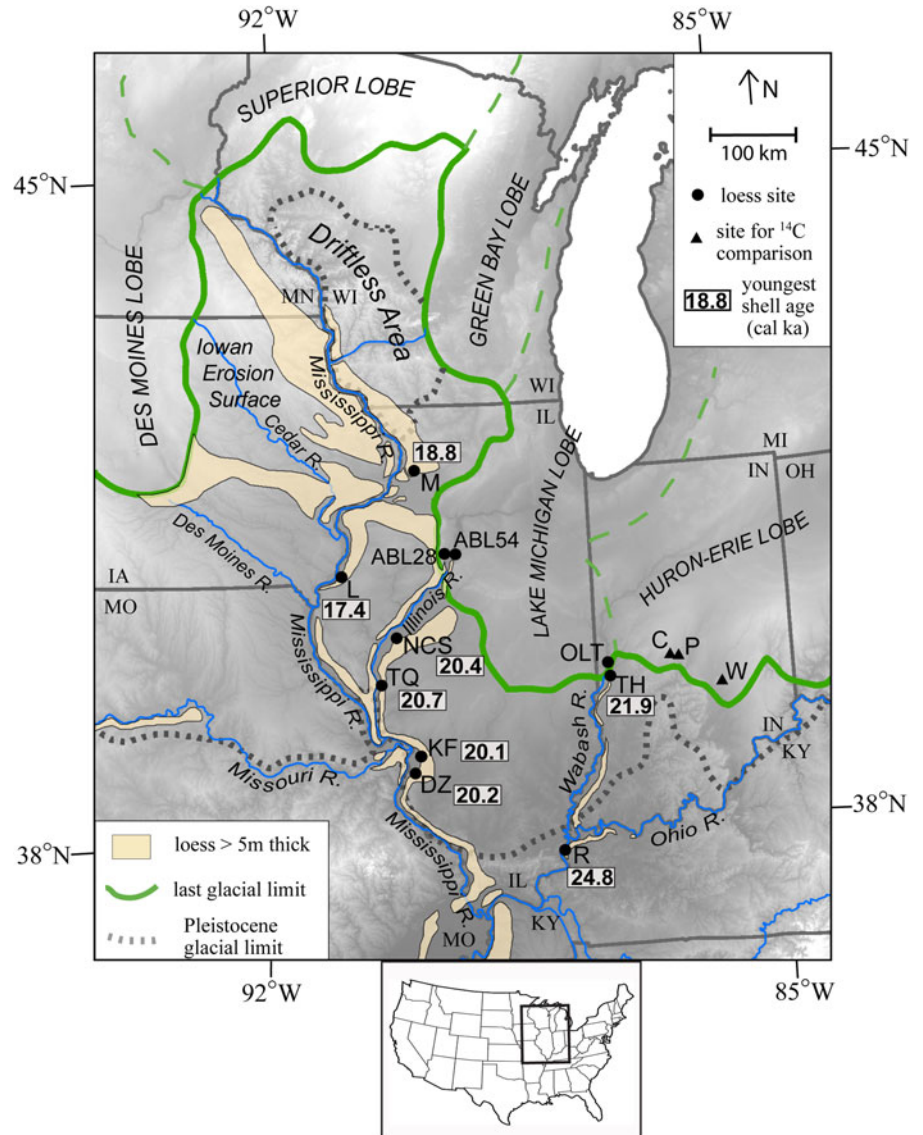 92°W
85°W
SUPERIOR LOBE
N
100 km
45°N
45°N
loess site
site for ¹⁴C
comparison
18.8
youngest
shell age
(cal ka)
GREEN BAY LOBE
Driftless Area
DES MOINES LOBE
MN
WI
Iowan
Erosion
Surface
Mississippi R.
WI
IL
Cedar R.
18.8
M
MI
IN
OH
LAKE MICHIGAN LOBE
HURON-ERIE LOBE
Des Moines R.
ABL28
ABL54
IA
MO
L
17.4
Illinois R.
Mississippi R.
NCS
20.4
OLT
C
P
W
TQ
20.7
TH
21.9
Wabash R.
IN
KY
KF
20.1
Missouri R.
DZ
20.2
Ohio R.
38°N
38°N
Mississippi R.
R
24.8
IL
KY
MO
loess > 5m thick
last glacial limit
Pleistocene
glacial limit
92°W
85°W